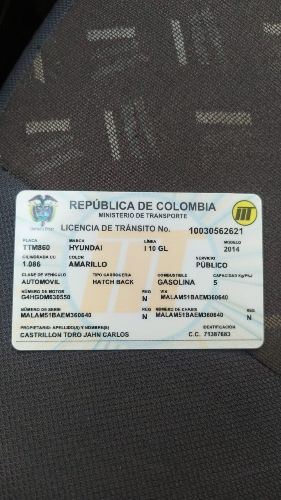 REPÚBLICA DE COLOMBIA
MINISTERIO DE TRANSPORTE
LICENCIA DE TRÁNSITO No. 10030562621
PLACA MARCA LÍNEA MODELO
TTM860 HYUNDAI I 10 GL 2014
CILINDRADA CC COLOR SERVICIO
1.086 AMARILLO PÚBLICO
CLASE DE VEHÍCULO TIPO CARROCERÍA COMBUSTIBLE CAPACIDAD Kg/PSJ
AUTOMOVIL HATCH BACK GASOLINA 5
NÚMERO DE MOTOR REG VIN
G4HGDM630550 N MALAM51BAEM360640
NÚMERO DE SERIE REG NÚMERO DE CHASIS REG
MALAM51BAEM360640 N MALAM51BAEM360640 N
PROPIETARIO: APELLIDO(S) Y NOMBRE(S) IDENTIFICACIÓN
CASTRILLON TORO JAHN CARLOS C.C. 71387683